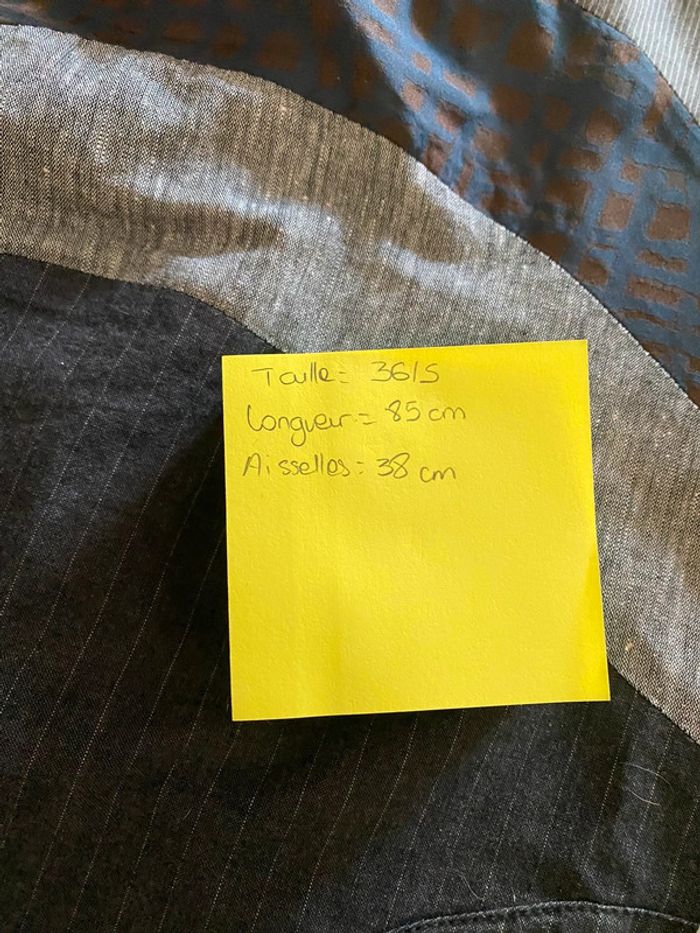 Taille = 36/S
Longueur = 85 cm
Aisselles = 38 cm